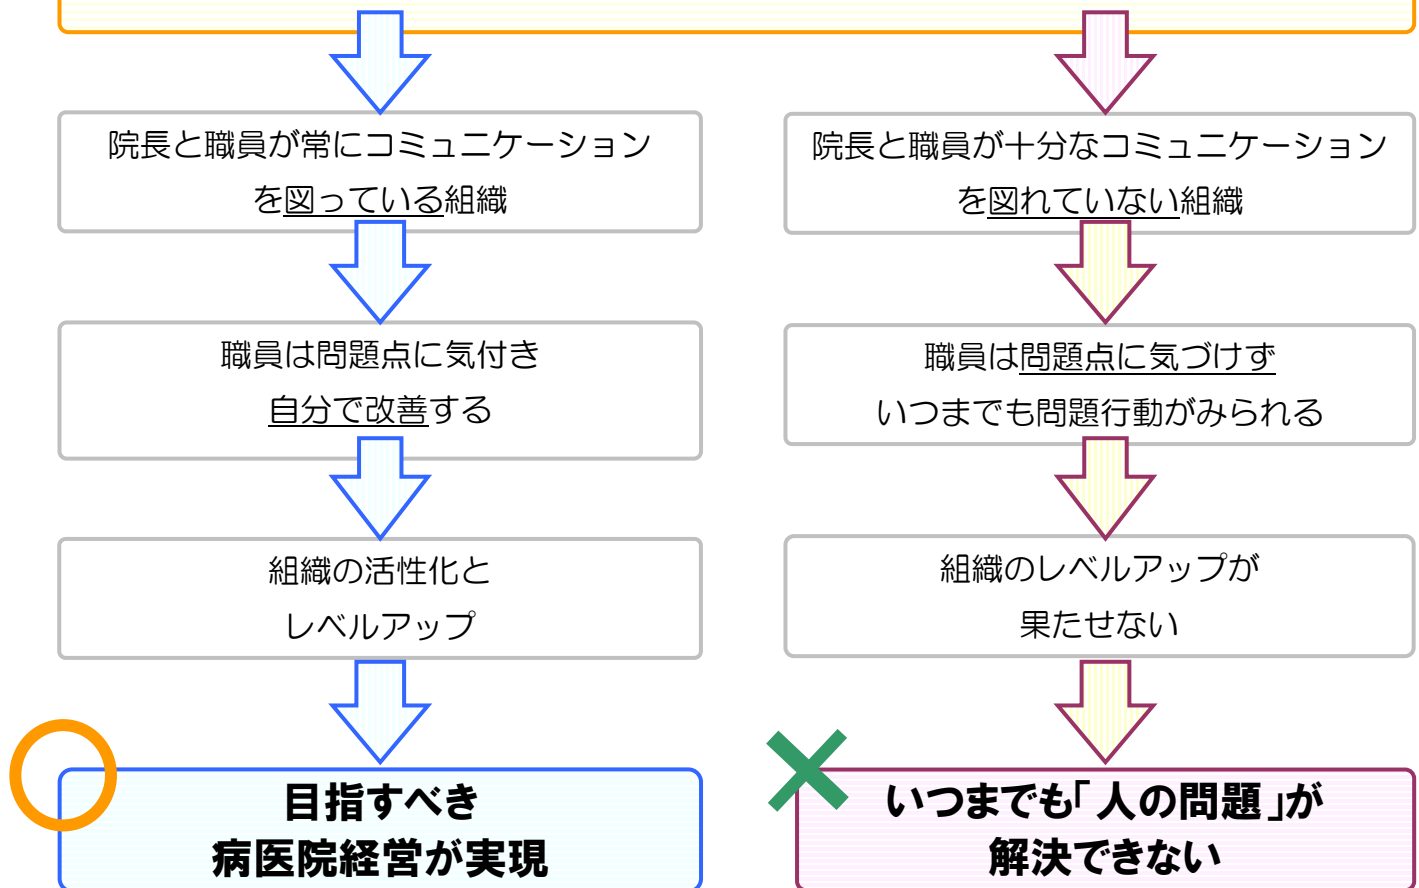 院長と職員が常にコミュニケーション
を図っている組織
職員は問題点に気付き
自分で改善する
組織の活性化と
レベルアップ
目指すべき
病医院経営が実現
院長と職員が十分なコミュニケーション
を図れていない組織
職員は問題点に気づけず
いつまでも問題行動がみられる
組織のレベルアップが
果たせない
いつまでも「人の問題」が
解決できない